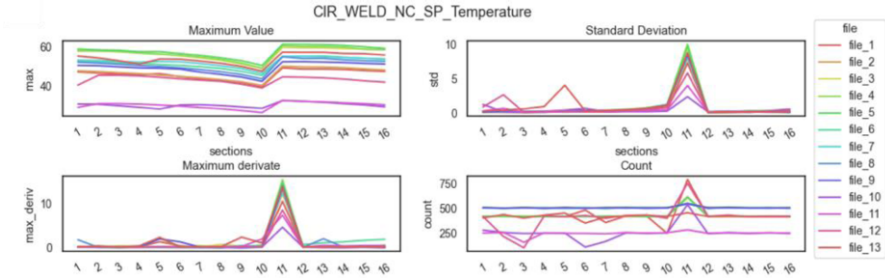 CIR_WELD_NC_SP_Temperature
Maximum Value
max
60
40
1 2 3 4 5 6 7 8 9 10 11 12 13 14 15 16
sections
Standard Deviation
std
10
5
0
1 2 3 4 5 6 7 8 9 10 11 12 13 14 15 16
sections
Maximum derivate
max_deriv
10
0
1 2 3 4 5 6 7 8 9 10 11 12 13 14 15 16
Count
count
750
500
250
1 2 3 4 5 6 7 8 9 10 11 12 13 14 15 16
file
file_1
file_2
file_3
file_4
file_5
file_6
file_7
file_8
file_9
file_10
file_11
file_12
file_13